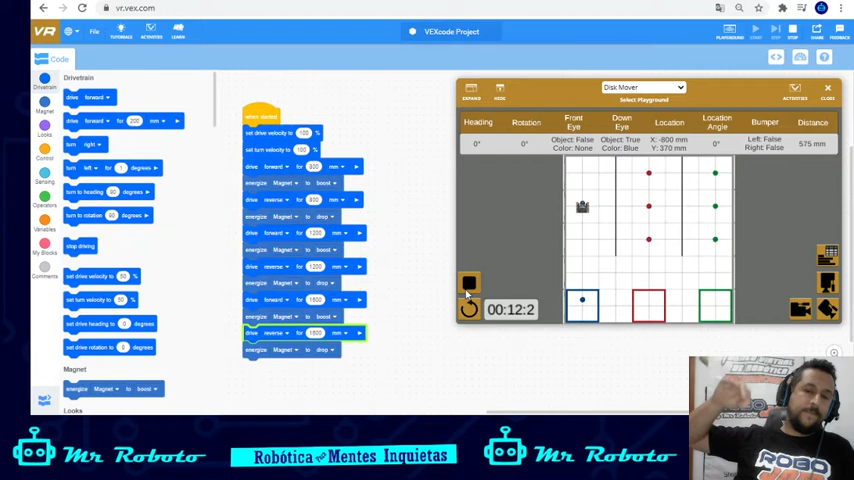 vr.vex.com
VR
TUTORIALS
ACTIVITIES
LEARN
VEXcode Project
PLAYGROUND
START
STEP
STOP
SHARE
FEEDBACK
Code
Drivetrain
Magnet
Looks
Control
Sensing
Operators
Variables
My Blocks
Comments
Drivetrain
drive forward
drive forward for 200 mm
turn right
turn left for 1 degrees
turn to heading 90 degrees
turn to rotation 90 degrees
stop driving
set drive velocity to 50 %
set turn velocity to 50 %
set drive heading to 0 degrees
set drive rotation to 0 degrees
Magnet
energize Magnet to boost
Looks
when started
set drive velocity to 100 %
set turn velocity to 100 %
drive forward for 800 mm
energize Magnet to boost
drive reverse for 800 mm
energize Magnet to drop
drive forward for 1200 mm
energize Magnet to boost
drive reverse for 1200 mm
energize Magnet to drop
drive forward for 1600 mm
energize Magnet to boost
drive reverse for 1600 mm
energize Magnet to drop
EXPAND
HIDE
Disk Mover
Select Playground
ACTIVITIES
CLOSE
Heading
Rotation
Front Eye
Down Eye
Location
Location Angle
Bumper
Distance
0°
0°
Object: False
Color: None
Object: True
Color: Blue
X: -800 mm
Y: 370 mm
0°
Left: False
Right: False
575 mm
00:12:2
Mr Roboto
Robótica Para Mentes Inquietas
Mr Roboto
ROBO